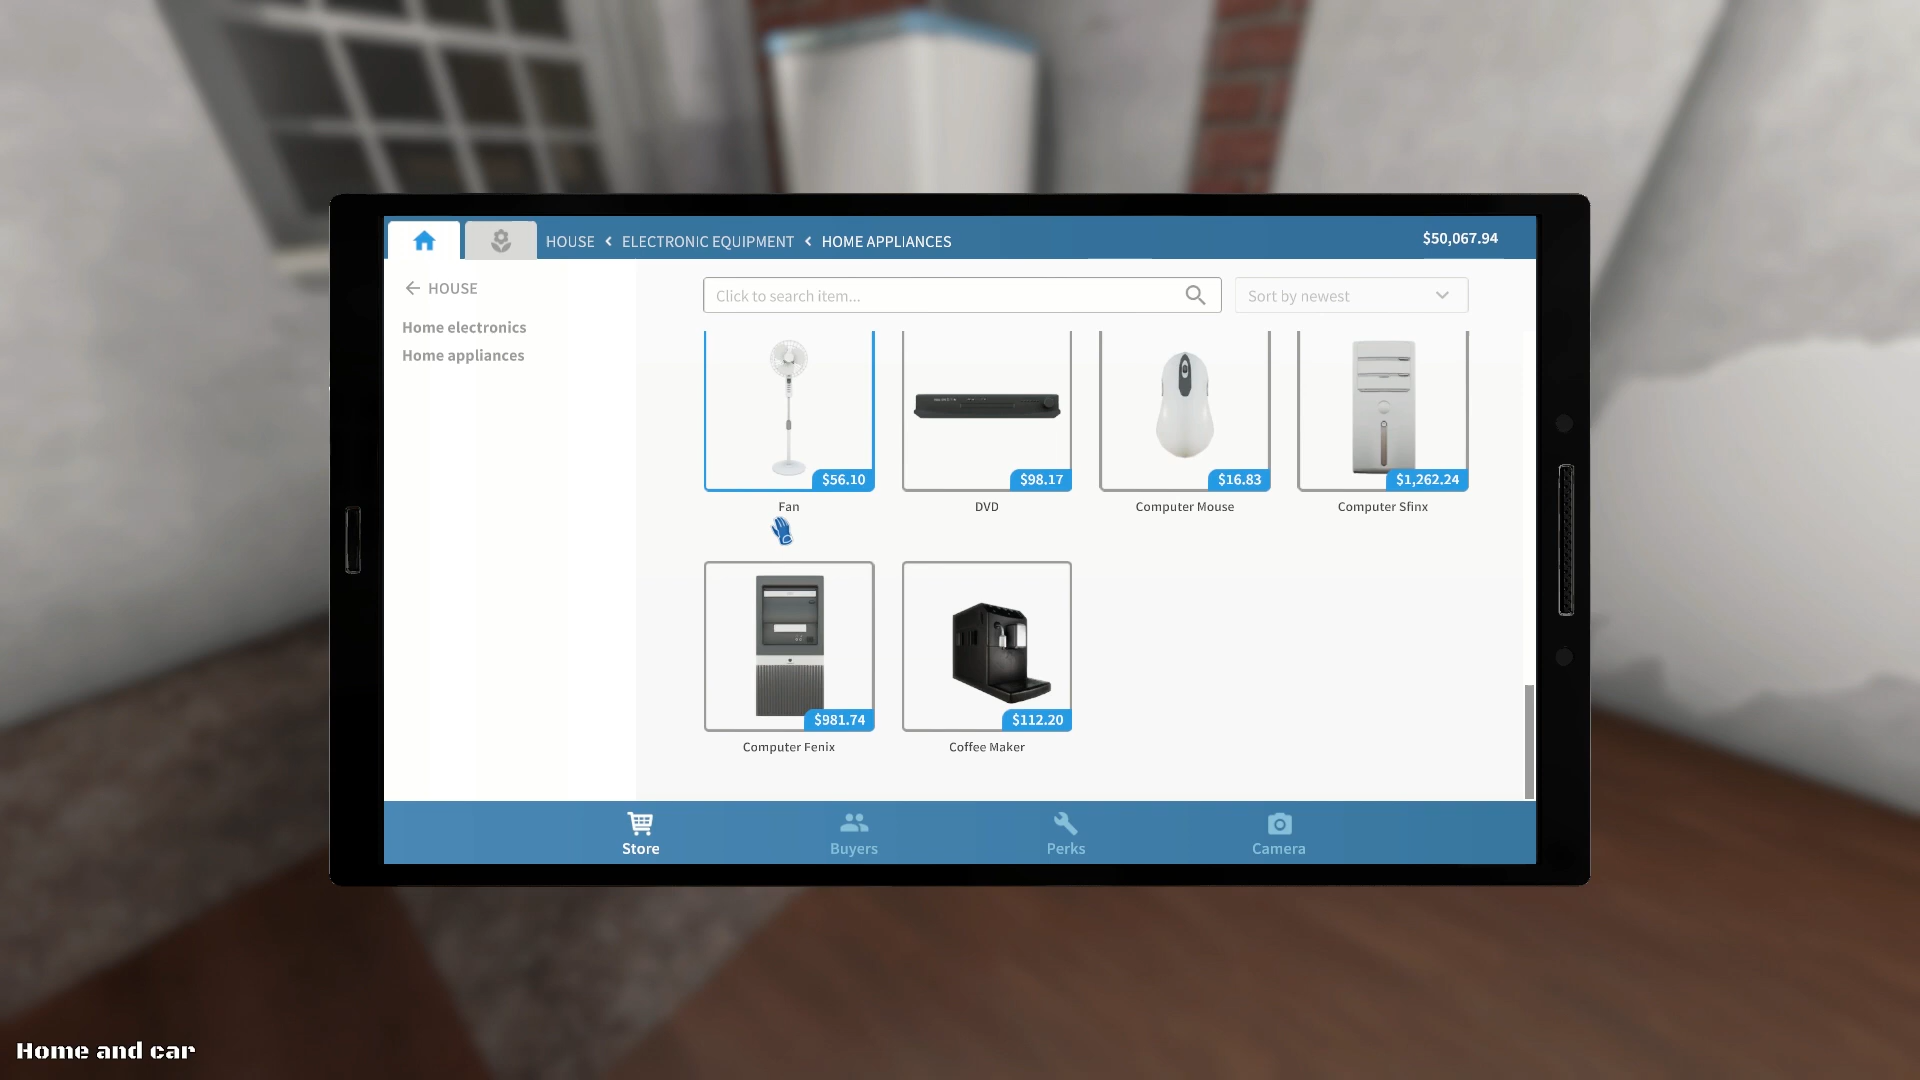 HOUSE ELECTRONIC EQUIPMENT HOME APPLIANCES $50,067.94
HOUSE
Home electronics
Home appliances
Click to search item...
Sort by newest
$56.10 $98.17 $16.83 $1,262.24
Fan DVD Computer Mouse Computer Sfinx
$981.74 $112.20
Computer Fenix Coffee Maker
Store Buyers Perks Camera
Home and car